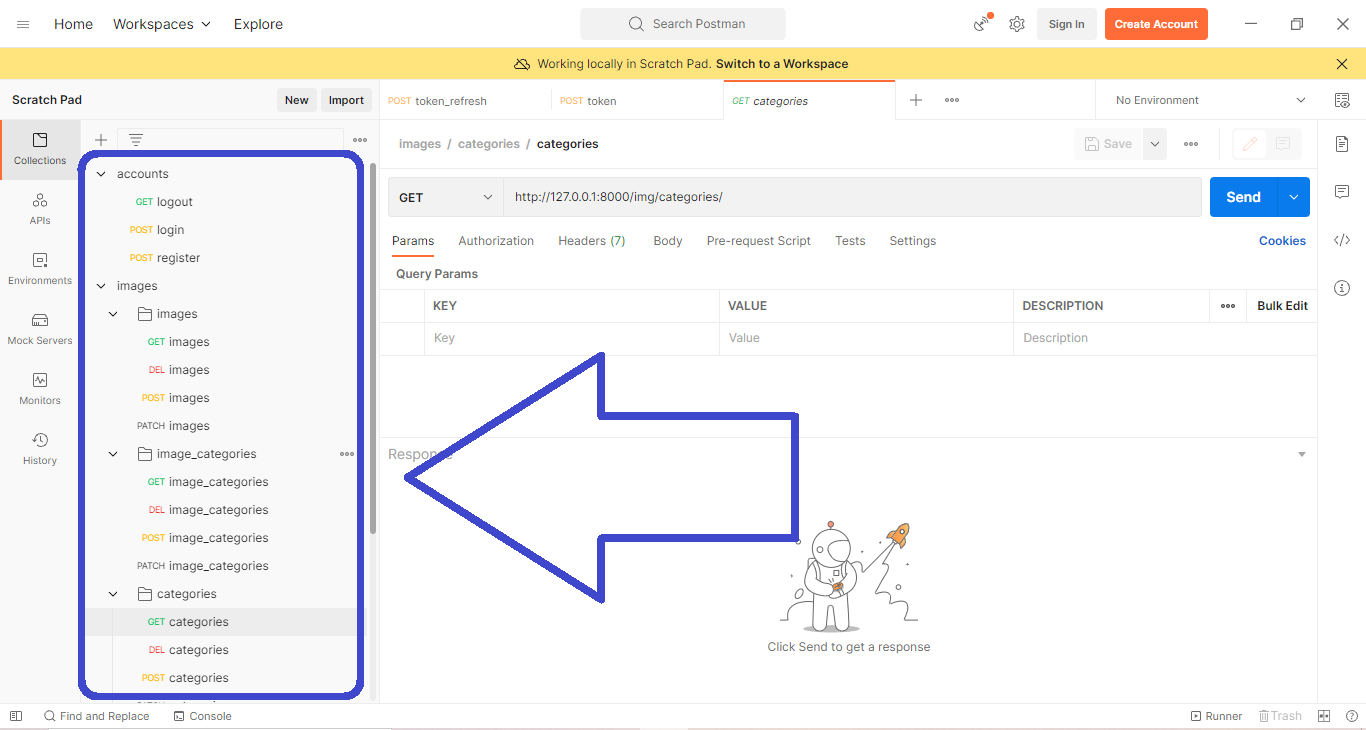 Home Workspaces Explore Search Postman Sign In Create Account
Working locally in Scratch Pad. Switch to a Workspace
Scratch Pad New Import
POST token_refresh POST token GET categories No Environment
Collections
APIs
Environments
Mock Servers
Monitors
History
accounts
GET logout
POST login
POST register
images
images
GET images
DEL images
POST images
PATCH images
image_categories
GET image_categories
DEL image_categories
POST image_categories
PATCH image_categories
categories
GET categories
DEL categories
POST categories
images / categories / categories Save
GET http://127.0.0.1:8000/img/categories/ Send
Params Authorization Headers (7) Body Pre-request Script Tests Settings Cookies
Query Params
KEY VALUE DESCRIPTION Bulk Edit
Key Value Description
Response
Click Send to get a response
Find and Replace Console Runner Trash